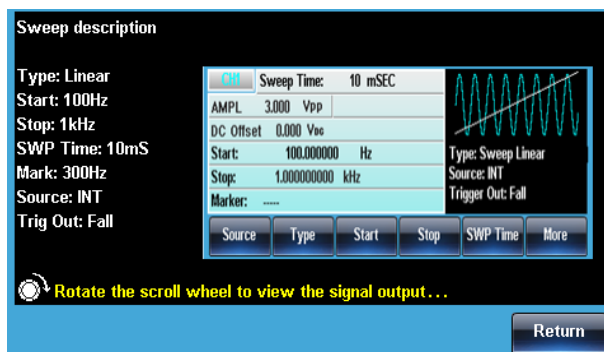 Sweep description
Type: Linear
Start: 100Hz
Stop: 1kHz
SWP Time: 10mS
Mark: 300Hz
Source: INT
Trig Out: Fall
CH1 Sweep Time: 10 mSEC
AMPL 3.000 VPP
DC Offset 0.000 VDC
Start: 100.000000 Hz
Stop: 1.000000000 kHz
Marker: -----
Type: Sweep Linear
Source: INT
Trigger Out: Fall
Source Type Start Stop SWP Time More
Rotate the scroll wheel to view the signal output...
Return